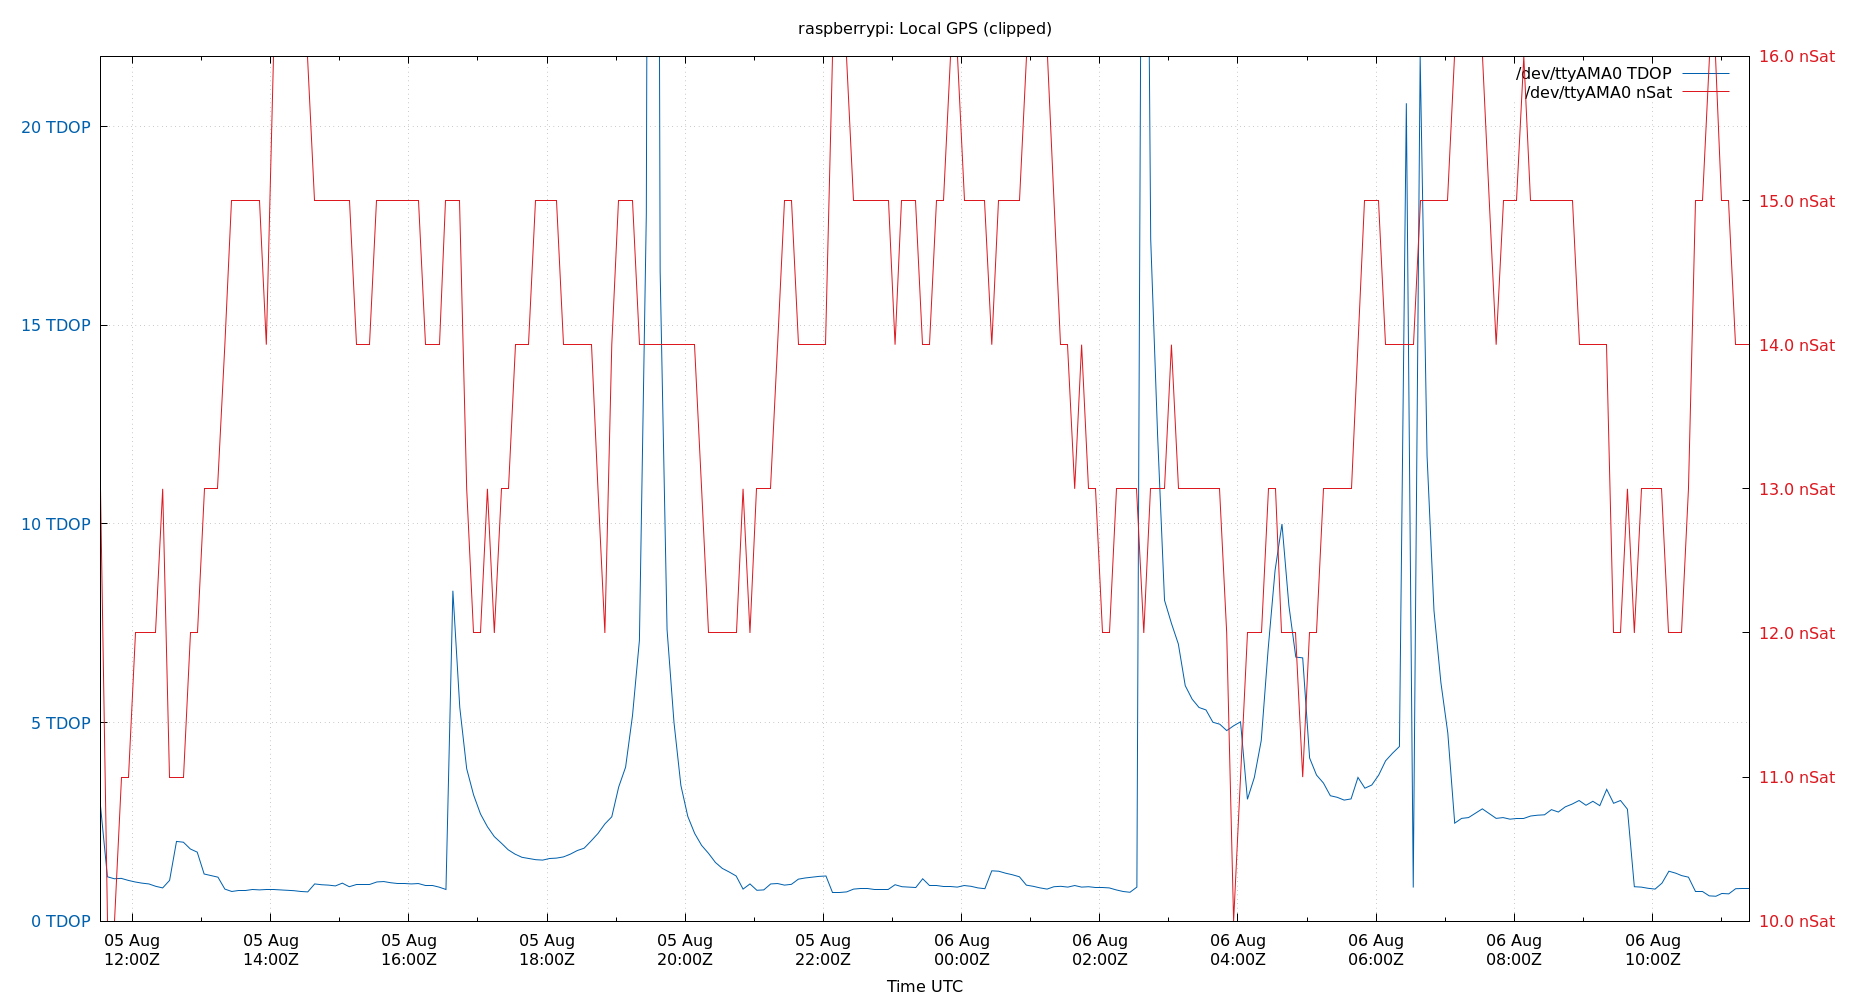 raspberrypi: Local GPS (clipped)
16.0 nSat
/dev/ttyAMA0 TDOP
/dev/ttyAMA0 nSat
20 TDOP
15.0 nSat
15 TDOP
14.0 nSat
13.0 nSat
10 TDOP
12.0 nSat
5 TDOP
11.0 nSat
0 TDOP
10.0 nSat
05 Aug 05 Aug 05 Aug 05 Aug 05 Aug 05 Aug 06 Aug 06 Aug 06 Aug 06 Aug 06 Aug 06 Aug
12:00Z 14:00Z 16:00Z 18:00Z 20:00Z 22:00Z 00:00Z 02:00Z 04:00Z 06:00Z 08:00Z 10:00Z
Time UTC